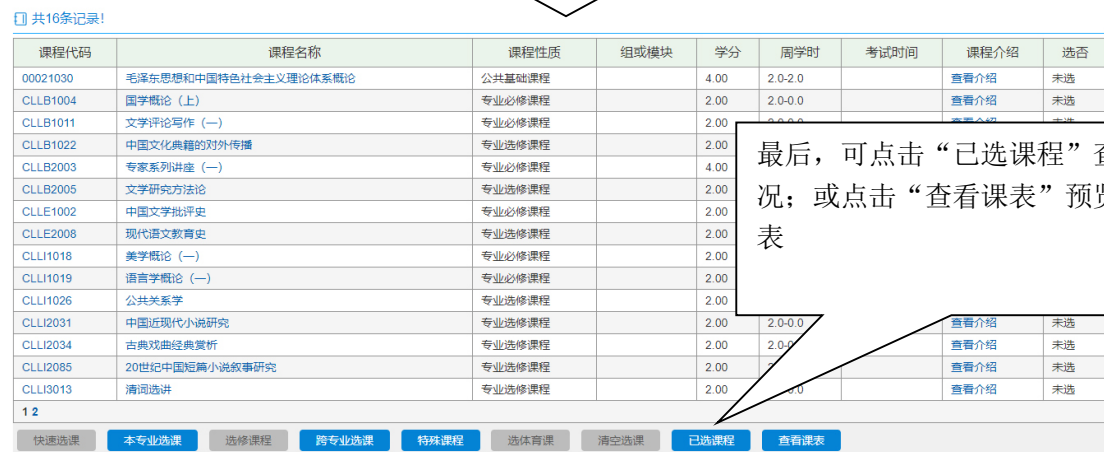 共16条记录!
课程代码 课程名称 课程性质 组或模块 学分 周学时 考试时间 课程介绍 选否
00021030 毛泽东思想和中国特色社会主义理论体系概论 公共基础课程 4.00 2.0-2.0 查看介绍 未选
CLLB1004 国学概论（上） 专业必修课程 2.00 2.0-0.0 查看介绍 未选
CLLB1011 文学评论写作（一） 专业必修课程 2.00
CLLB1022 中国文化典籍的对外传播 专业选修课程 2.00
CLLB2003 专家系列讲座（一） 专业必修课程 4.00
CLLB2005 文学研究方法论 专业选修课程 2.00
CLLE1002 中国文学批评史 专业必修课程 2.00
CLLE2008 现代语文教育史 专业选修课程 2.00
CLLI1018 美学概论（一） 专业必修课程 2.00
CLLI1019 语言学概论（一） 专业必修课程 2.00
CLLI1026 公共关系学 专业选修课程 2.00
CLLI2031 中国近现代小说研究 专业选修课程 2.00 2.0-0.0 查看介绍 未选
CLLI2034 古典戏曲经典赏析 专业选修课程 2.00 2.0- 查看介绍 未选
CLLI2085 20世纪中国短篇小说叙事研究 专业选修课程 2.00 查看介绍 未选
CLLI3013 清词选讲 专业选修课程 2.00 查看介绍 未选
1 2
最后，可点击“已选课程”
况；或点击“查看课表”预
表
快速选课 本专业选课 选修课程 跨专业选课 特殊课程 选体育课 清空选课 已选课程 查看课表